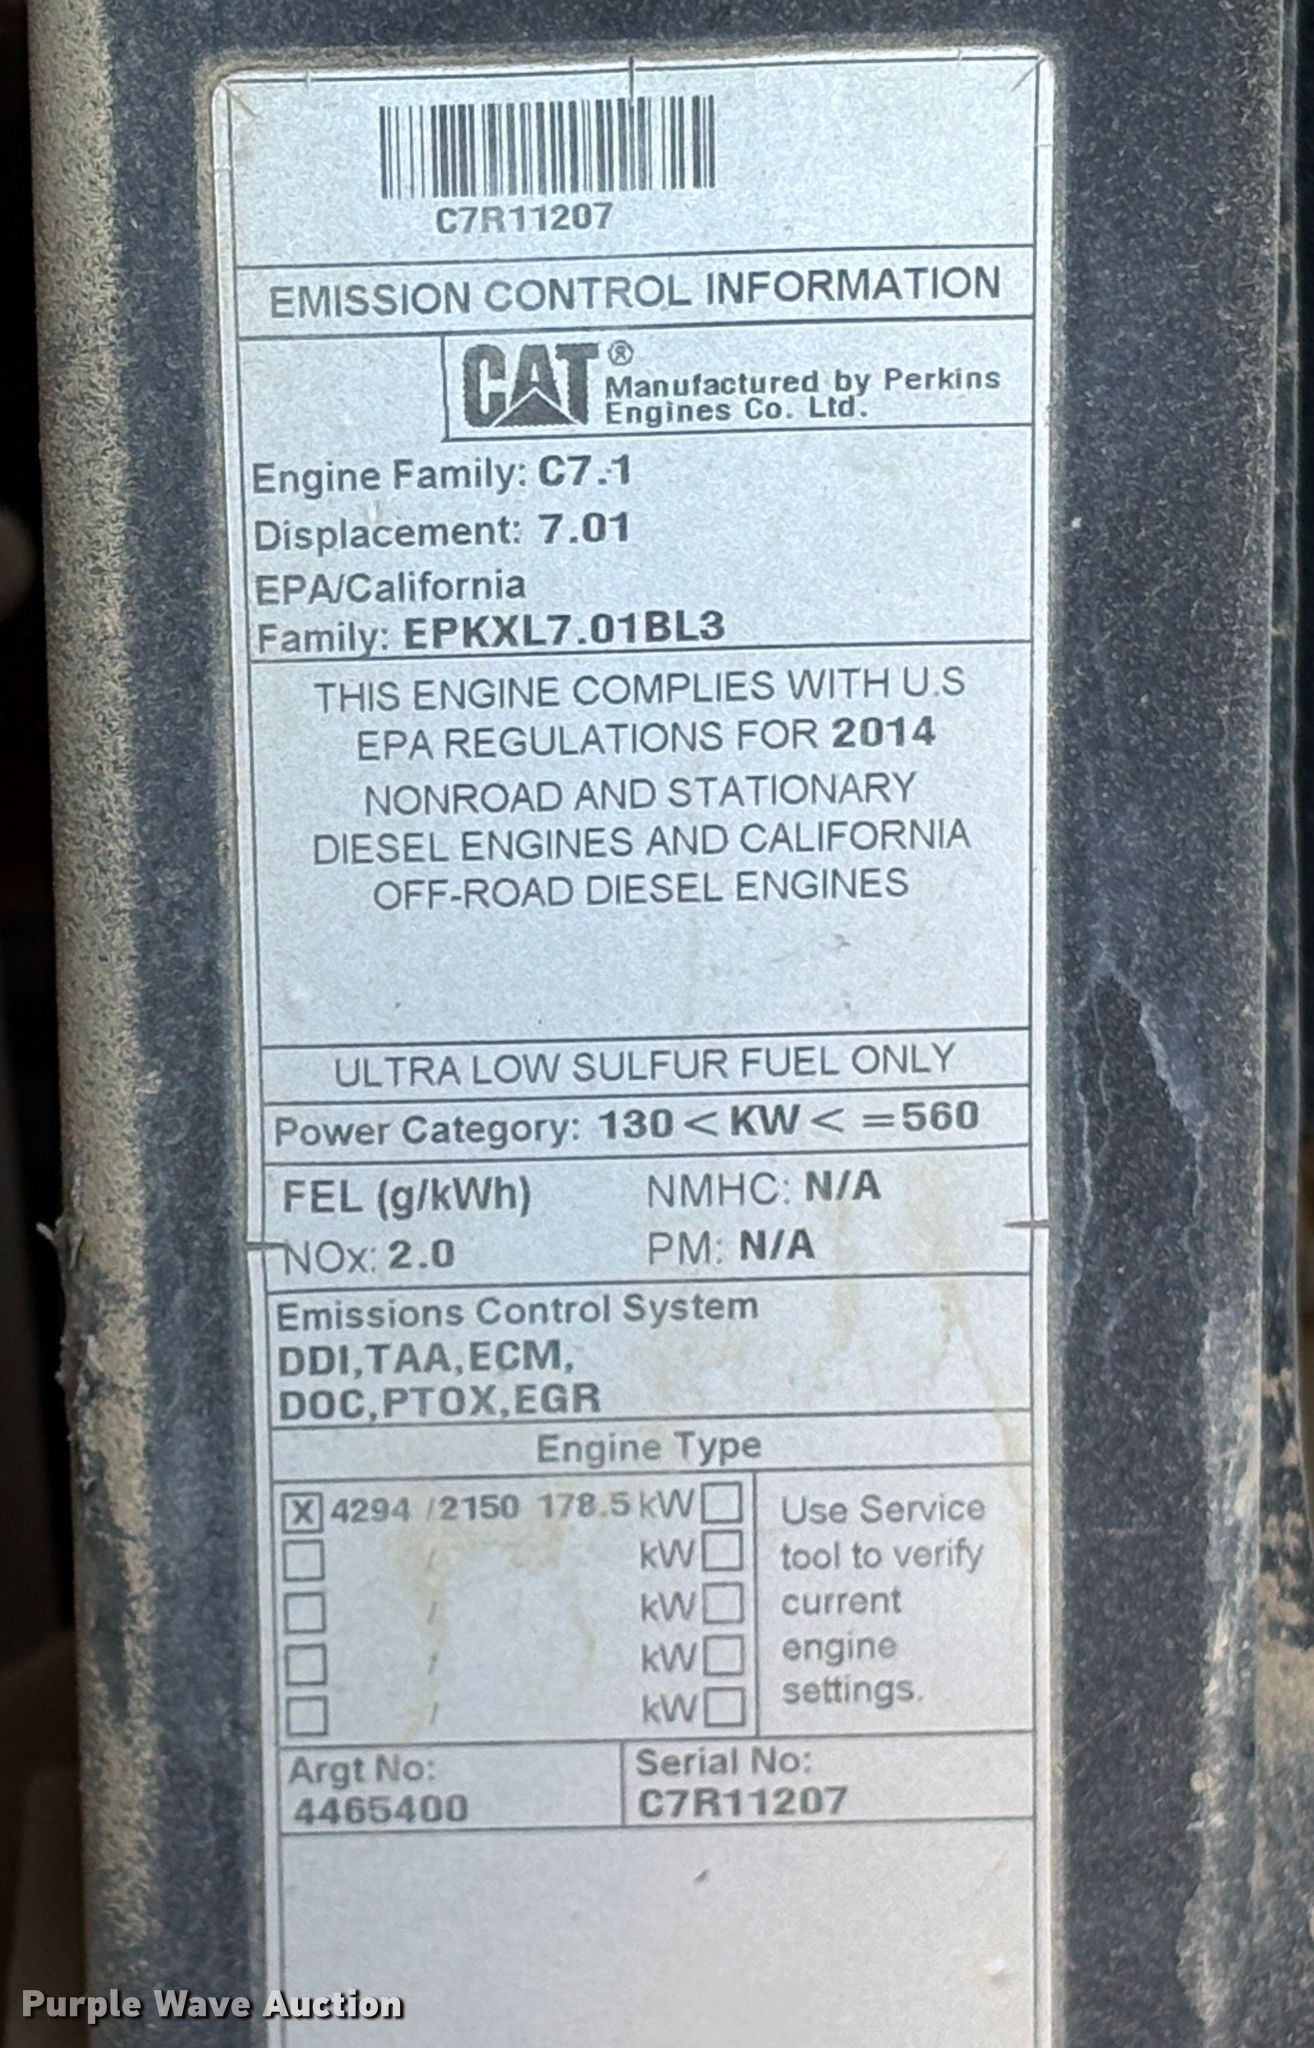 C7R11207
EMISSION CONTROL INFORMATION
CAT®
Manufactured by Perkins
Engines Co. Ltd.
Engine Family: C7.1
Displacement: 7.01
EPA/California
Family: EPKXL7.01BL3
THIS ENGINE COMPLIES WITH U.S
EPA REGULATIONS FOR 2014
NONROAD AND STATIONARY
DIESEL ENGINES AND CALIFORNIA
OFF-ROAD DIESEL ENGINES
ULTRA LOW SULFUR FUEL ONLY
Power Category: 130 < KW < =560
FEL (g/kWh) NMHC: N/A
NOx: 2.0 PM: N/A
Emissions Control System
DDI,TAA,ECM,
DOC,PTOX,EGR
Engine Type
X 4294 /2150 178.5 kW
/ kW
/ kW
/ kW
/ kW
Use Service
tool to verify
current
engine
settings.
Argt No:
4465400
Serial No:
C7R11207
Purple Wave Auction